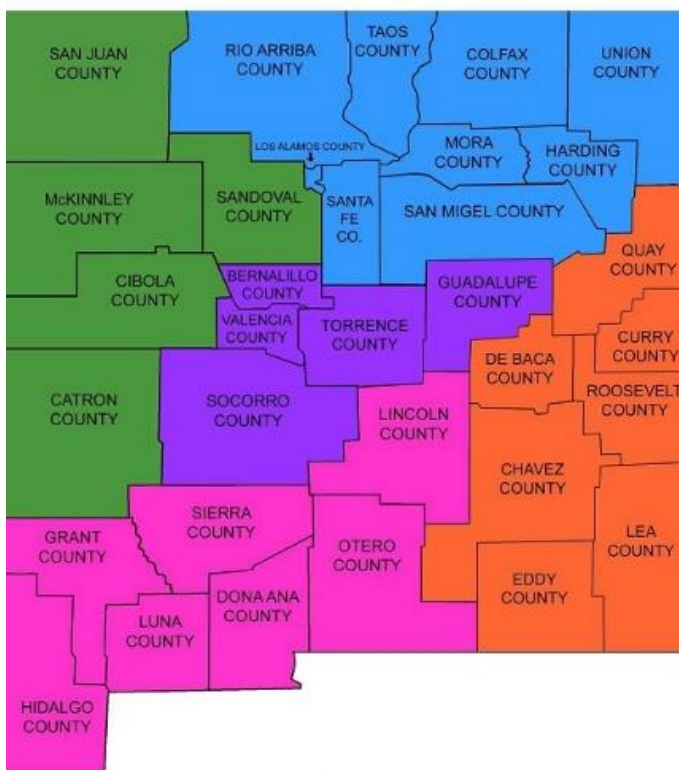 SAN JUAN
COUNTY
RIO ARRIBA
COUNTY
TAOS
COUNTY
COLFAX
COUNTY
UNION
COUNTY
LOS ALAMOS COUNTY
MORA
COUNTY
HARDING
COUNTY
McKINNLEY
COUNTY
SANDOVAL
COUNTY
SANTA
FE
CO.
SAN MIGEL COUNTY
QUAY
COUNTY
CIBOLA
COUNTY
BERNALILLO
COUNTY
GUADALUPE
COUNTY
VALENCIA
COUNTY
TORRENCE
COUNTY
CURRY
COUNTY
DE BACA
COUNTY
ROOSEVELT
COUNTY
CATRON
COUNTY
SOCORRO
COUNTY
LINCOLN
COUNTY
CHAVEZ
COUNTY
SIERRA
COUNTY
GRANT
COUNTY
OTERO
COUNTY
LEA
COUNTY
EDDY
COUNTY
DONA ANA
COUNTY
LUNA
COUNTY
HIDALGO
COUNTY